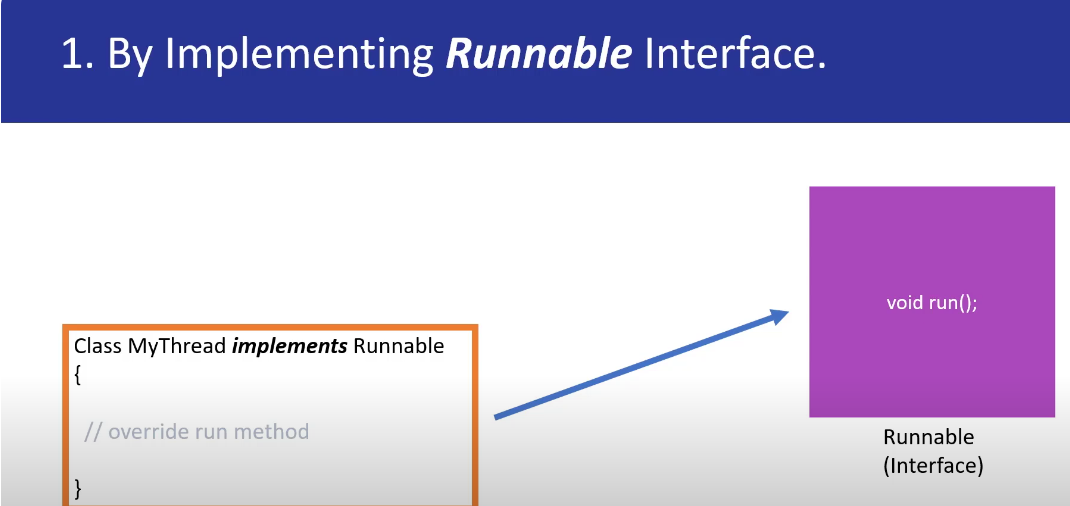 1. By Implementing Runnable Interface.
Class MyThread implements Runnable
{
// override run method
}
void run();
Runnable
(Interface)